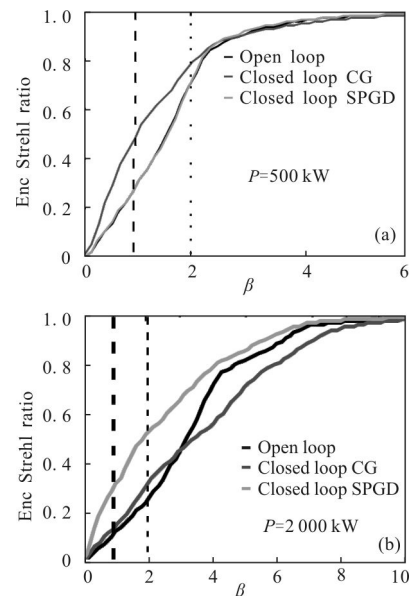 1.0
0.8
0.6
0.4
0.2
0
Enc Strehl ratio
Open loop
Closed loop CG
Closed loop SPGD
P=500 kW
(a)
0 2 4 6
β
1.0
0.8
0.6
0.4
0.2
0
Enc Strehl ratio
Open loop
Closed loop CG
Closed loop SPGD
P=2 000 kW
(b)
0 2 4 6 8 10
β